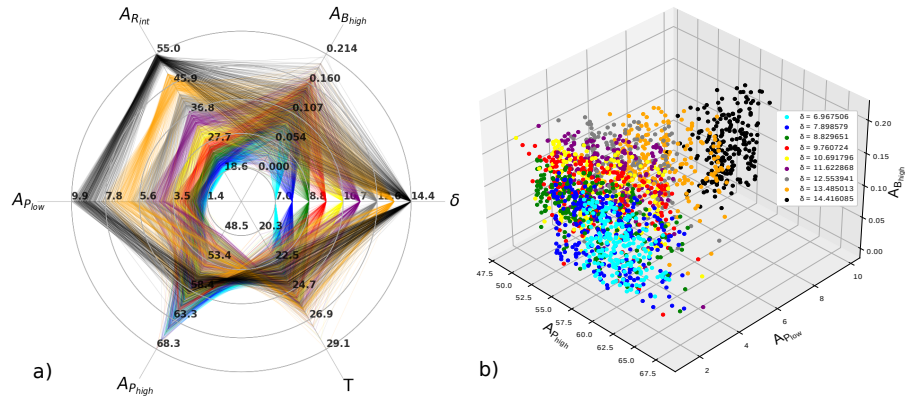 A_{R_{int}}
A_{B_{high}}
55.0
0.214
45.9
0.160
36.8
0.107
27.7
0.054
18.6
0.000
A_{P_{low}}
9.9 7.8 5.6 3.5 1.4
7.0
8.8
14.4
δ
48.5
20.3
53.4
22.5
58.4
24.7
63.3
26.9
68.3
29.1
A_{P_{high}}
T
a)
δ = 6.967506
δ = 7.898579
δ = 8.829651
δ = 9.760724
δ = 10.691796
δ = 11.622868
δ = 12.553941
δ = 13.485013
δ = 14.416085
0.20
0.15
0.10
0.05
0.00
A_{B_{high}}
47.5
50.0
52.5
55.0
57.5
60.0
62.5
65.0
67.5
A_{P_{high}}
2
4
6
8
10
A_{P_{low}}
b)